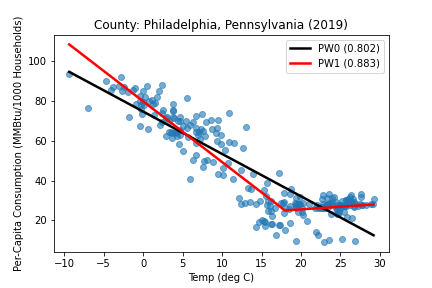 County: Philadelphia, Pennsylvania (2019)
Per-Capita Consumption (MMBtu/1000 Households)
100
80
60
40
20
PW0 (0.802)
PW1 (0.883)
−10 −5 0 5 10 15 20 25 30
Temp (deg C)